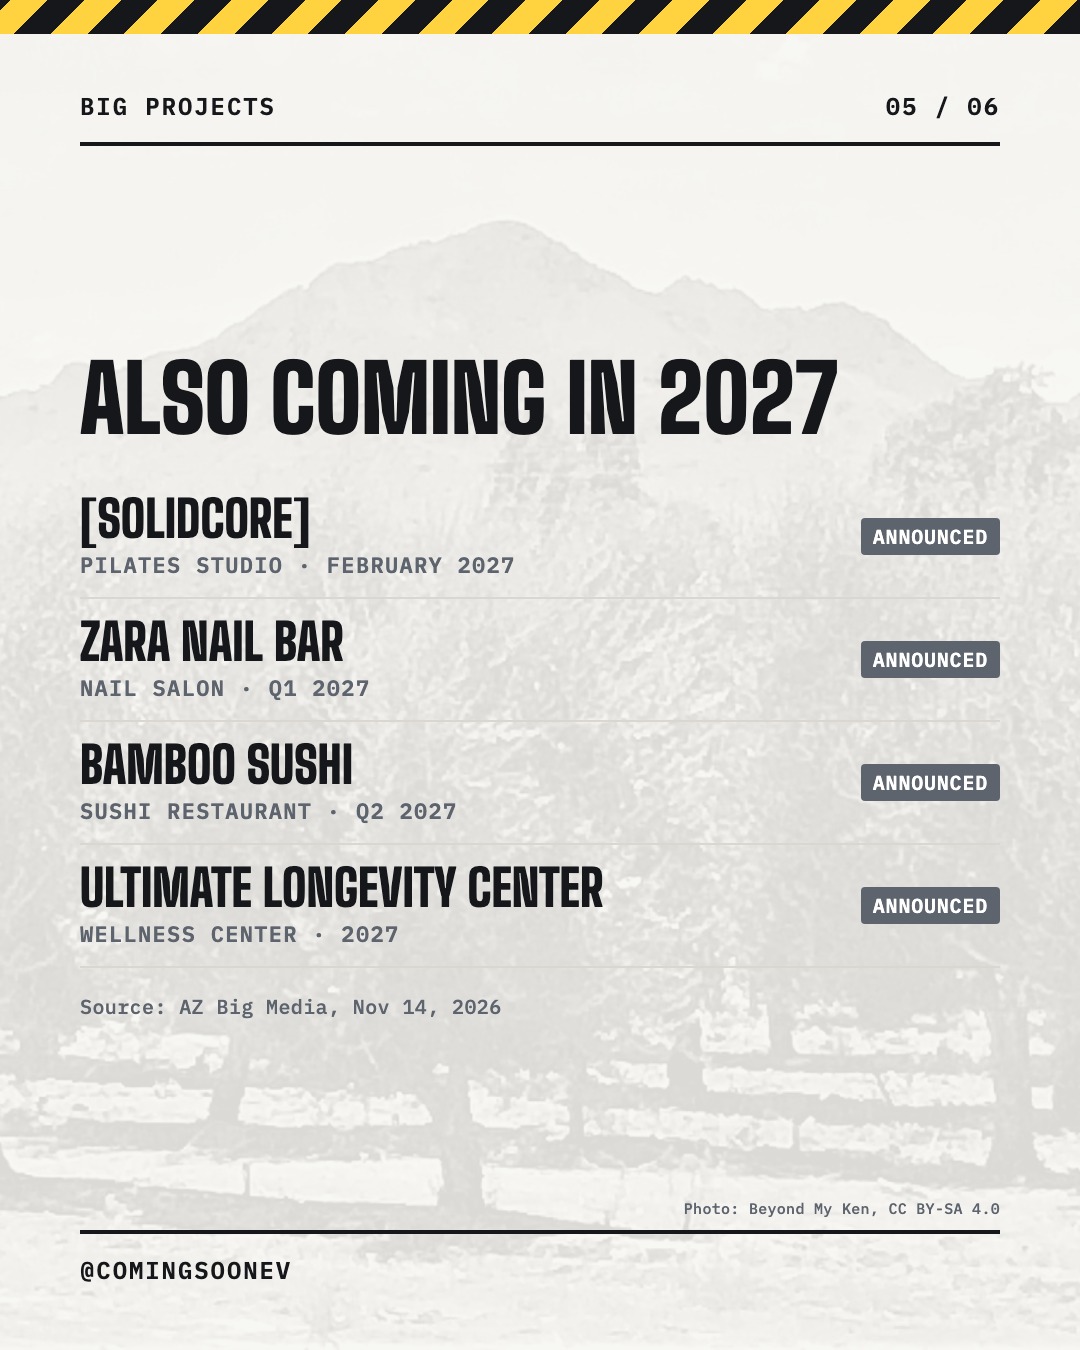 BIG PROJECTS
05 / 06
ALSO COMING IN 2027
[SOLIDCORE]
PILATES STUDIO · FEBRUARY 2027
ANNOUNCED
ZARA NAIL BAR
NAIL SALON · Q1 2027
ANNOUNCED
BAMBOO SUSHI
SUSHI RESTAURANT · Q2 2027
ANNOUNCED
ULTIMATE LONGEVITY CENTER
WELLNESS CENTER · 2027
ANNOUNCED
Source: AZ Big Media, Nov 14, 2026
Photo: Beyond My Ken, CC BY-SA 4.0
@COMINGSOONEV